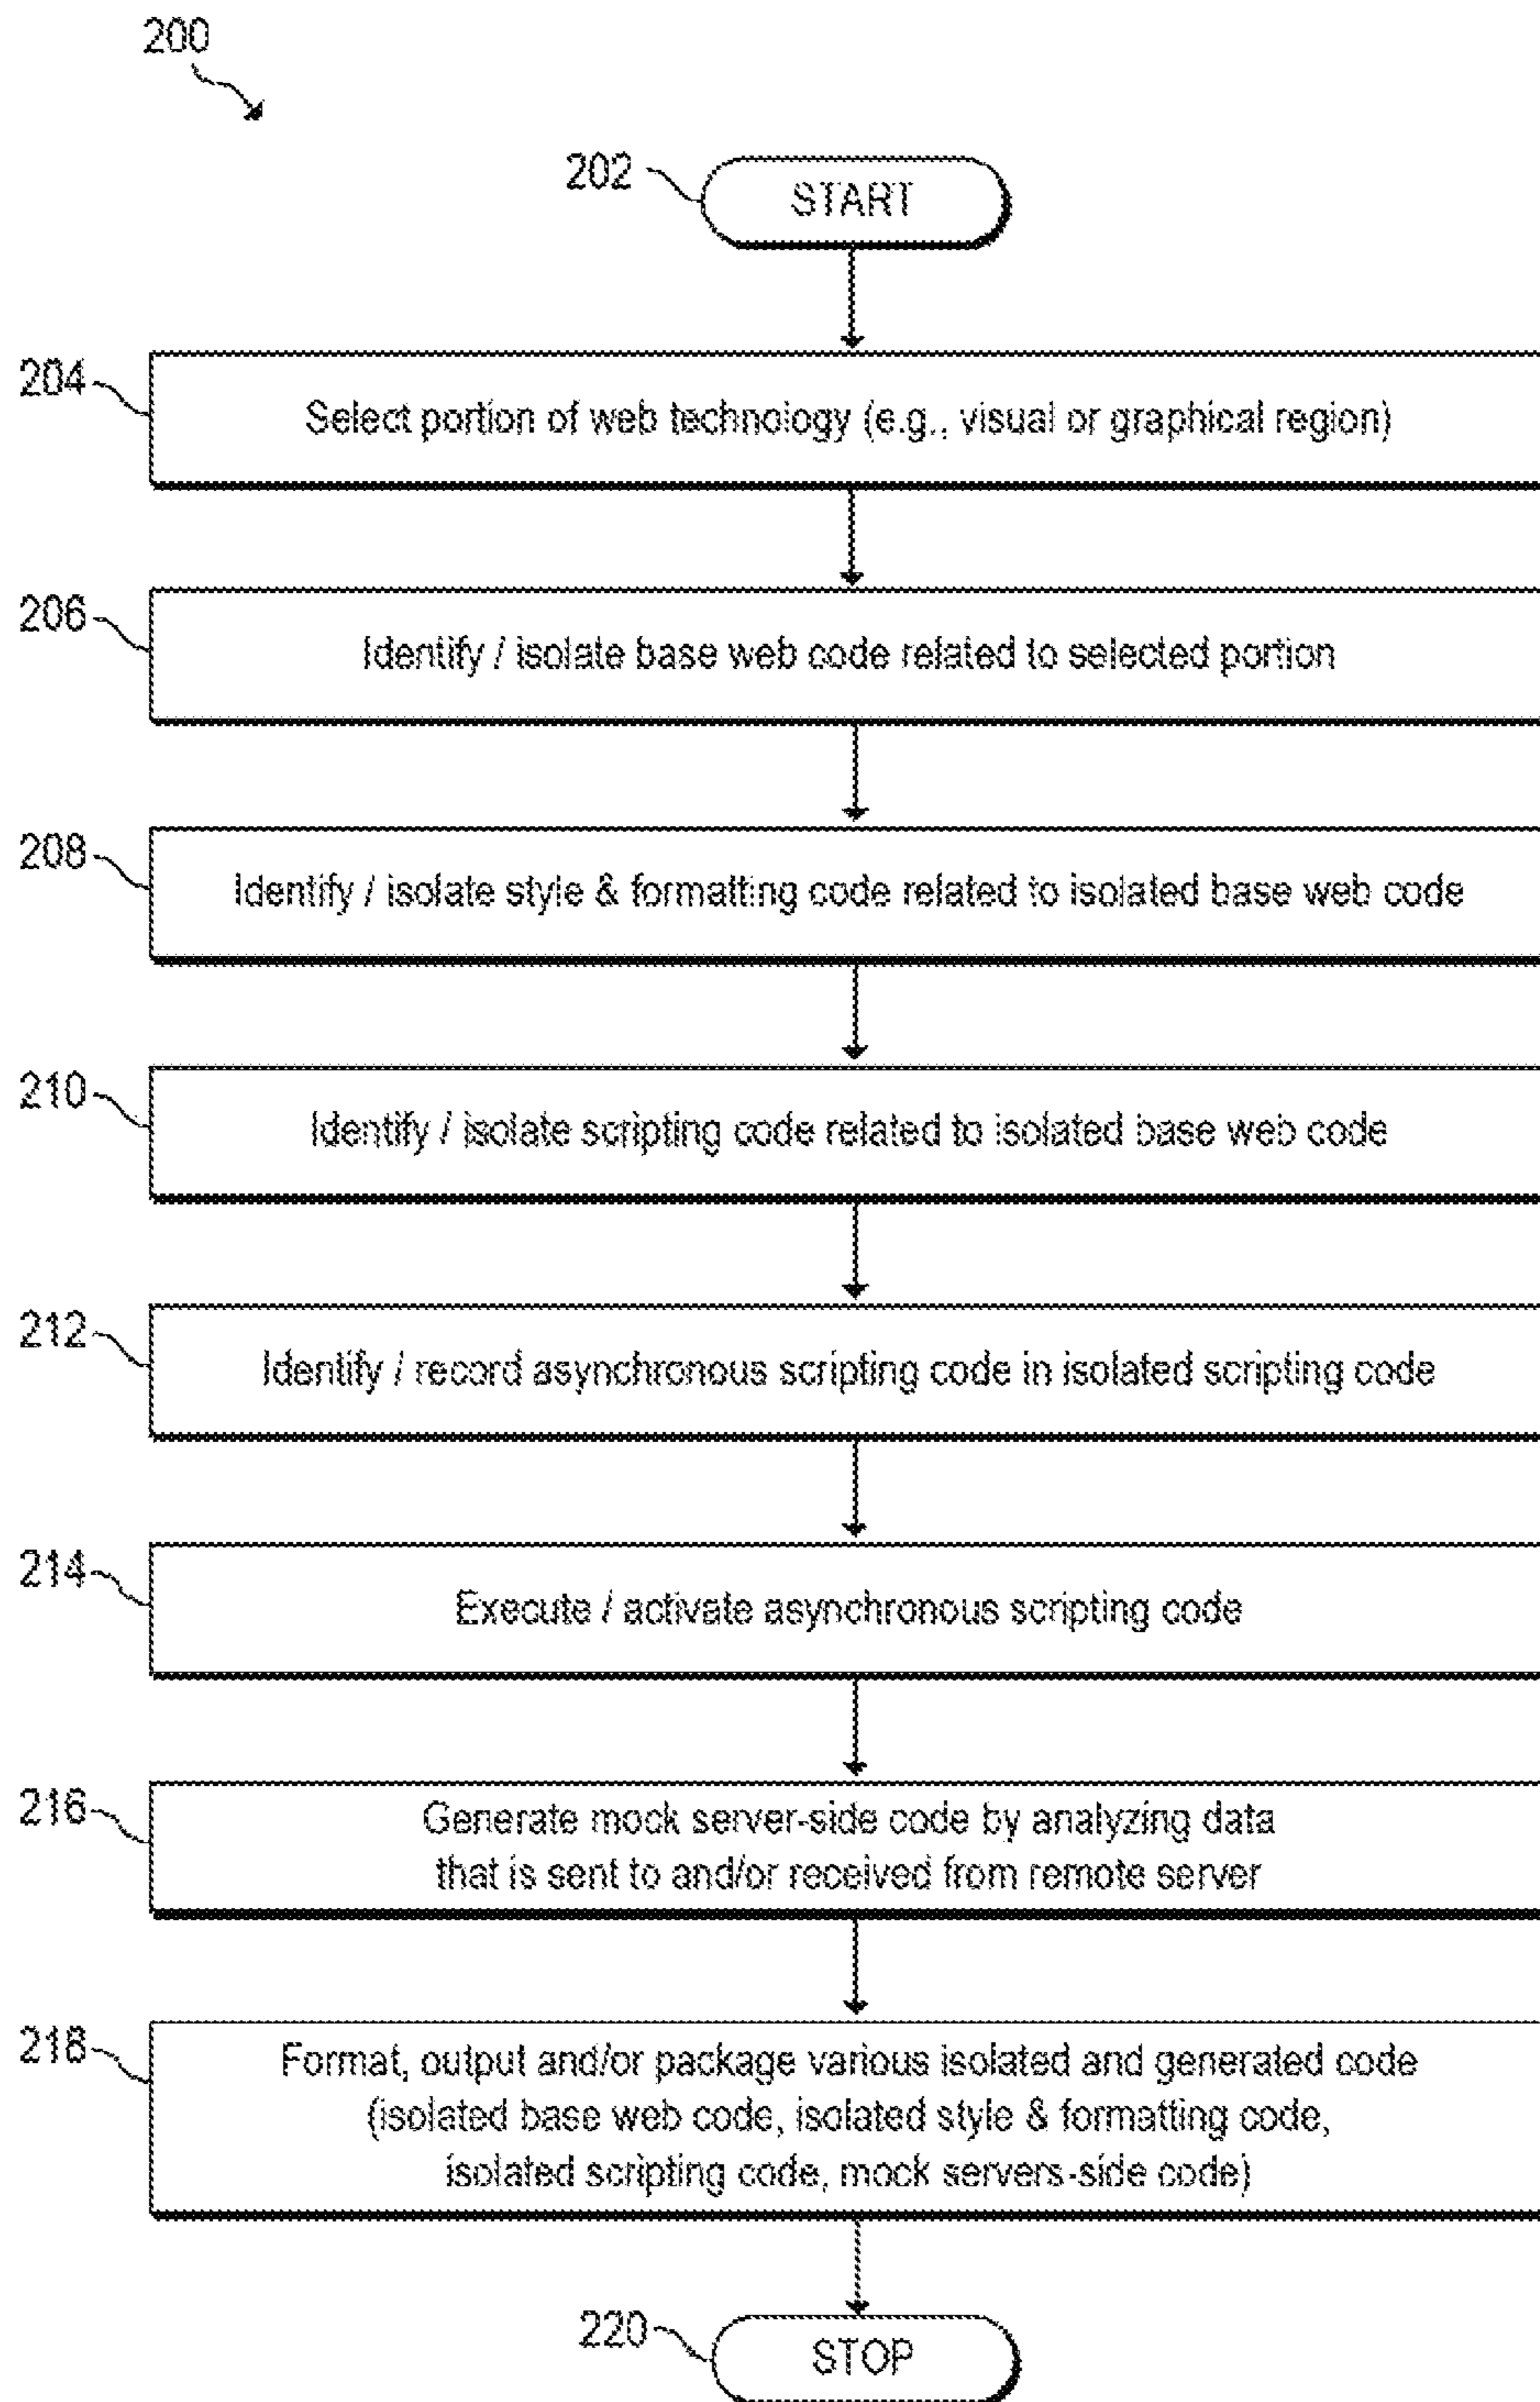 200
202
START
204
Select portion of web technology (e.g., visual or graphical region)
206
Identify / isolate base web code related to selected portion
208
Identify / isolate style & formatting code related to isolated base web code
210
Identify / isolate scripting code related to isolated base web code
212
Identify / record asynchronous scripting code in isolated scripting code
214
Execute / activate asynchronous scripting code
216
Generate mock server-side code by analyzing data
that is sent to and/or received from remote server
218
Format, output and/or package various isolated and generated code
(isolated base web code, isolated style & formatting code,
isolated scripting code, mock servers-side code)
220
STOP